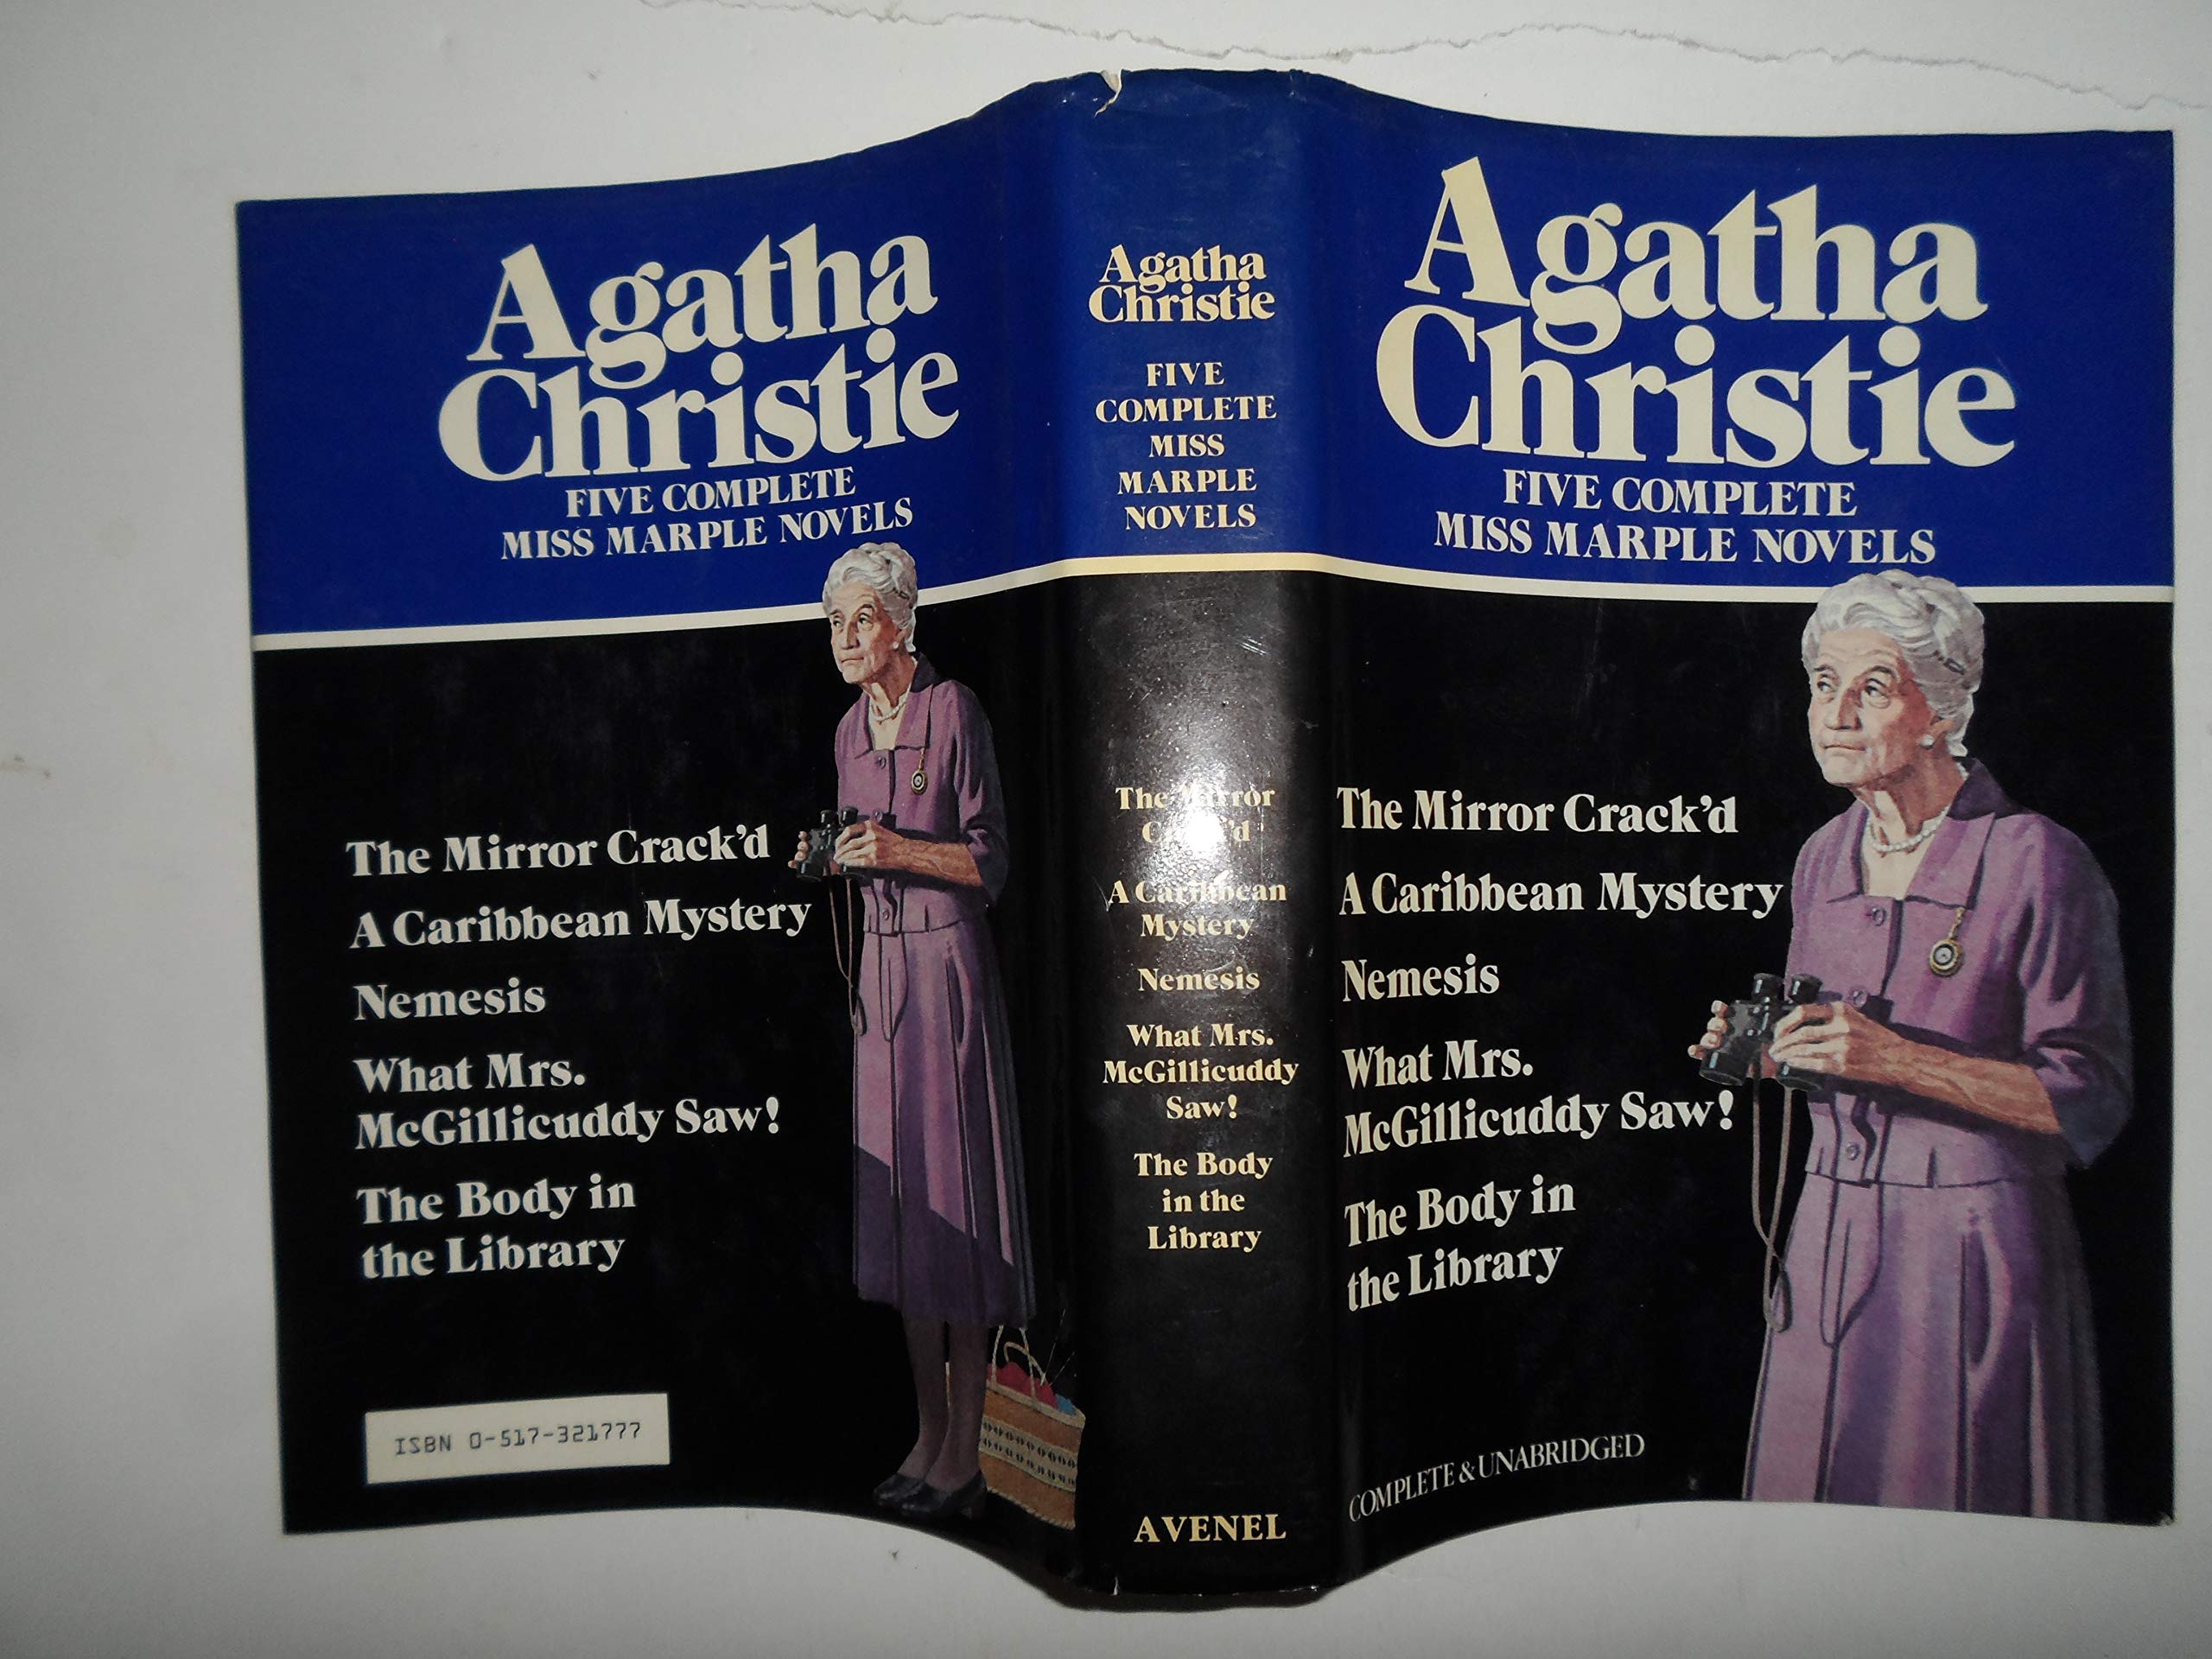 Agatha
Christie
FIVE COMPLETE
MISS MARPLE NOVELS
The Mirror Crack'd
A Caribbean Mystery
Nemesis
What Mrs.
McGillicuddy Saw!
The Body in
the Library
ISBN 0-517-321777
Agatha
Christie
FIVE
COMPLETE
MISS
MARPLE
NOVELS
The Mirror
Crack'd
A Caribbean
Mystery
Nemesis
What Mrs.
McGillicuddy
Saw!
The Body
in the
Library
AVENEL
Agatha
Christie
FIVE COMPLETE
MISS MARPLE NOVELS
The Mirror Crack'd
A Caribbean Mystery
Nemesis
What Mrs.
McGillicuddy Saw!
The Body in
the Library
COMPLETE & UNABRIDGED